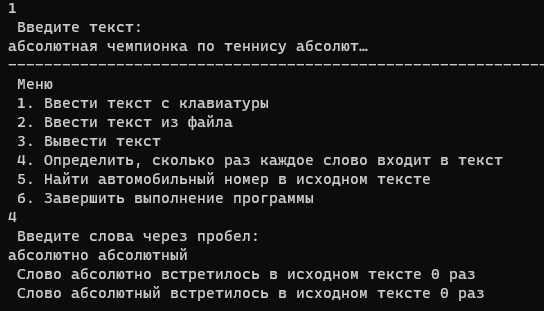 1
Введите текст:
абсолютная чемпионка по теннису абсолют…
------------------------------------------------------------
Меню
1. Ввести текст с клавиатуры
2. Ввести текст из файла
3. Вывести текст
4. Определить, сколько раз каждое слово входит в текст
5. Найти автомобильный номер в исходном тексте
6. Завершить выполнение программы
4
Введите слова через пробел:
абсолютно абсолютный
Слово абсолютно встретилось в исходном тексте 0 раз
Слово абсолютный встретилось в исходном тексте 0 раз